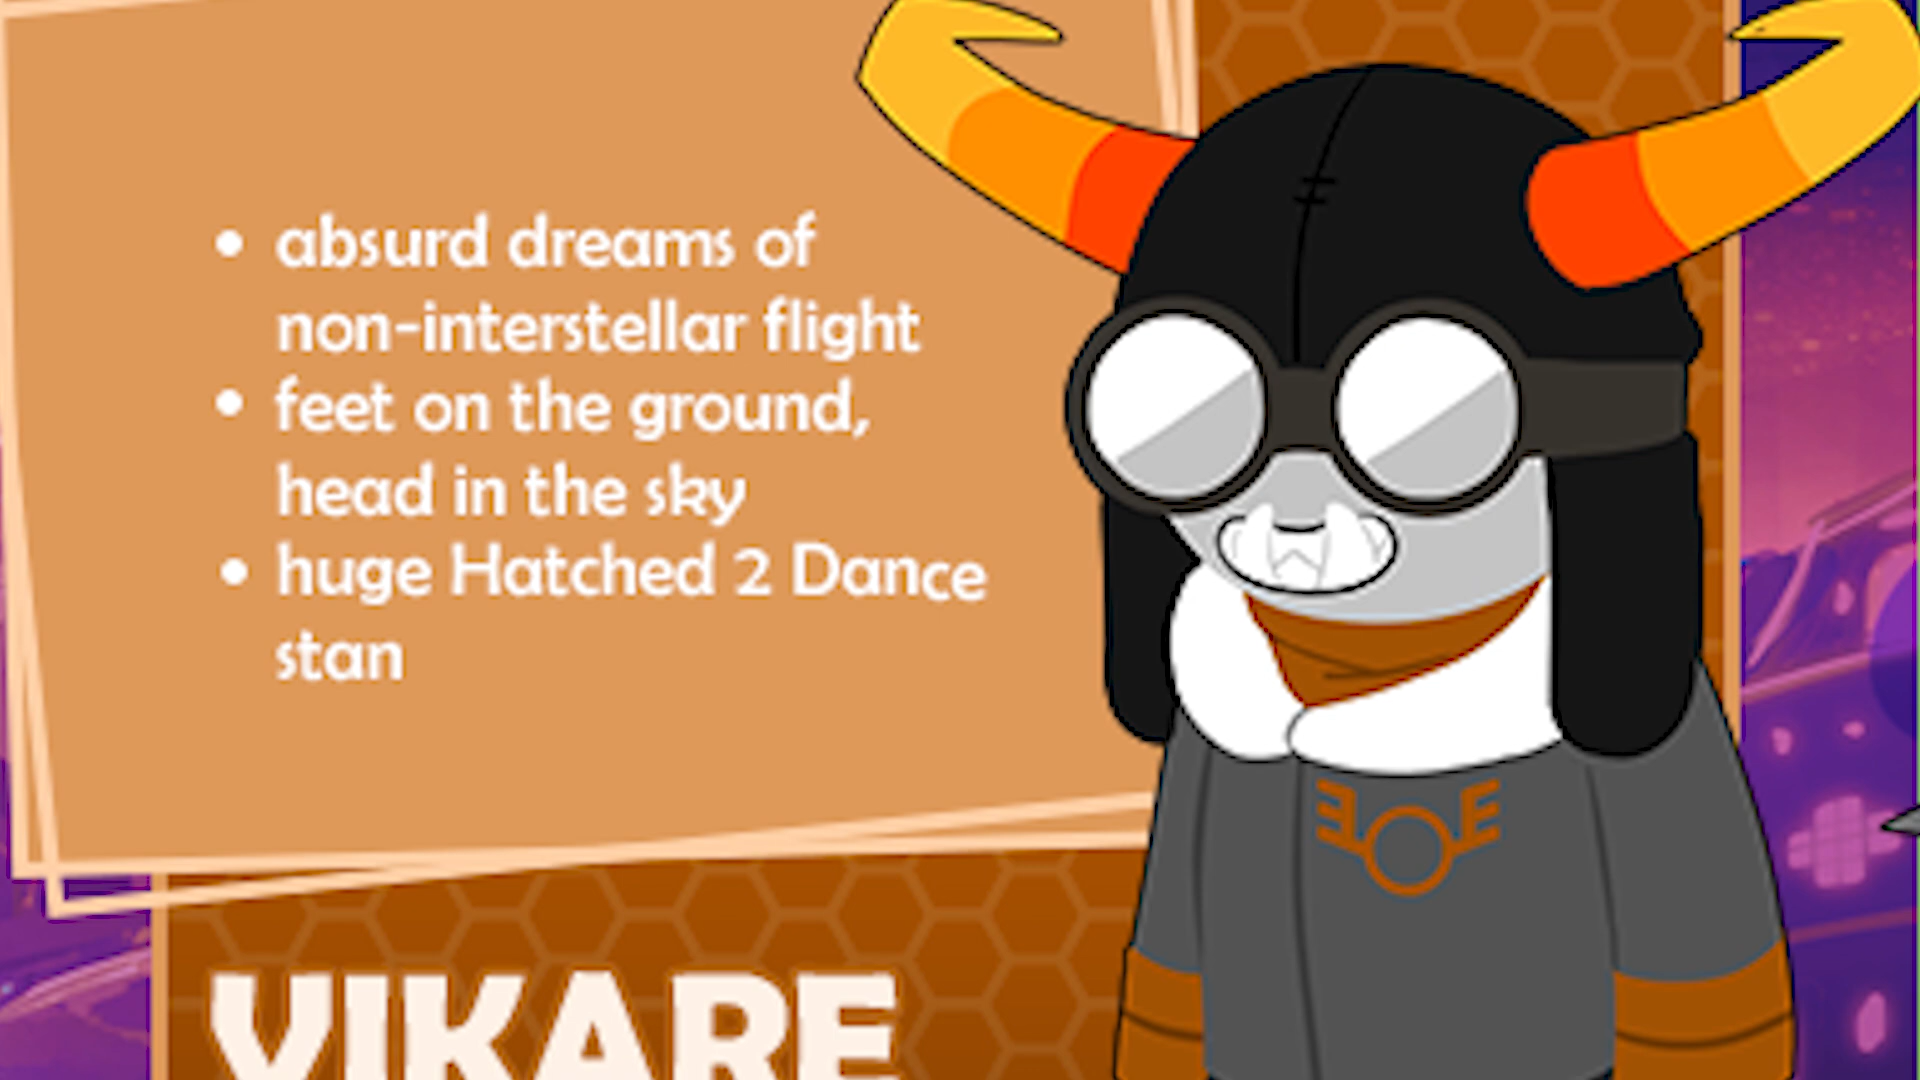 • absurd dreams of
non-interstellar flight
• feet on the ground,
head in the sky
• huge Hatched 2 Dance
stan
VIKARE